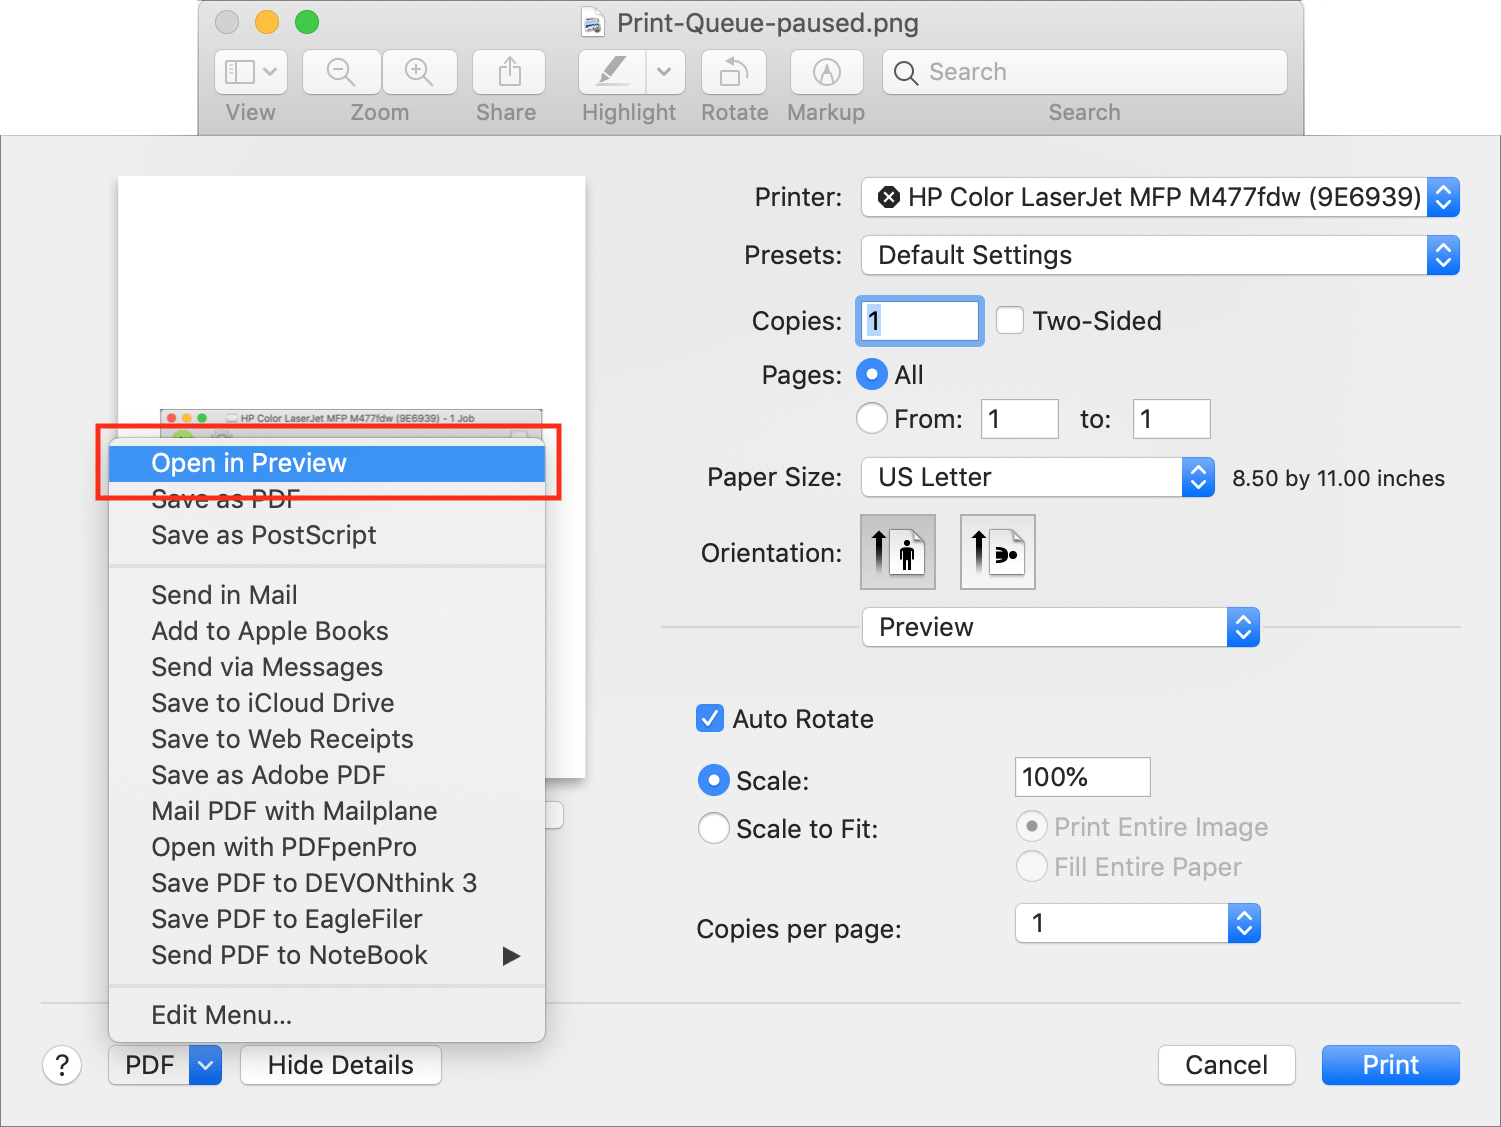 Print-Queue-paused.png
Search
View
Zoom
Share
Highlight
Rotate
Markup
Search
Printer:
HP Color LaserJet MFP M477fdw (9E6939)
Presets:
Default Settings
Copies:
1
Two-Sided
Pages:
All
From:
1
to:
1
Paper Size:
US Letter
8.50 by 11.00 inches
Orientation:
Preview
Auto Rotate
Scale:
100%
Scale to Fit:
Print Entire Image
Fill Entire Paper
Copies per page:
1
HP Color LaserJet MFP M477fdw (9E6939) - 1 Job
Open in Preview
Save as PDF
Save as PostScript
Send in Mail
Add to Apple Books
Send via Messages
Save to iCloud Drive
Save to Web Receipts
Save as Adobe PDF
Mail PDF with Mailplane
Open with PDFpenPro
Save PDF to DEVONthink 3
Save PDF to EagleFiler
Send PDF to NoteBook
Edit Menu...
?
PDF
Hide Details
Cancel
Print